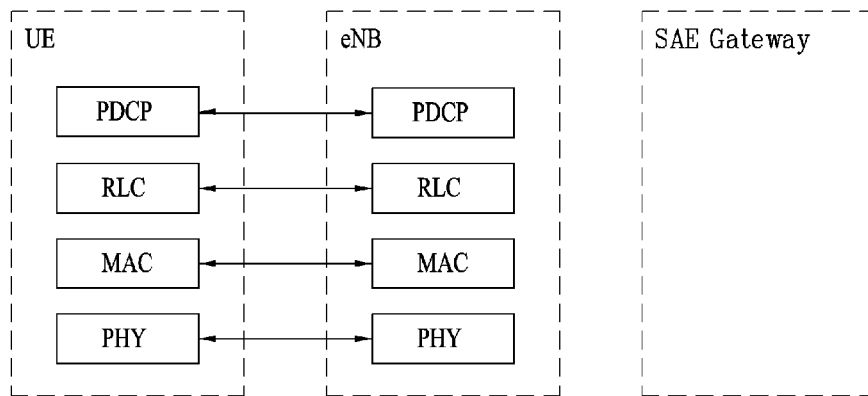 UE
eNB
SAE Gateway
PDCP
PDCP
RLC
RLC
MAC
MAC
PHY
PHY